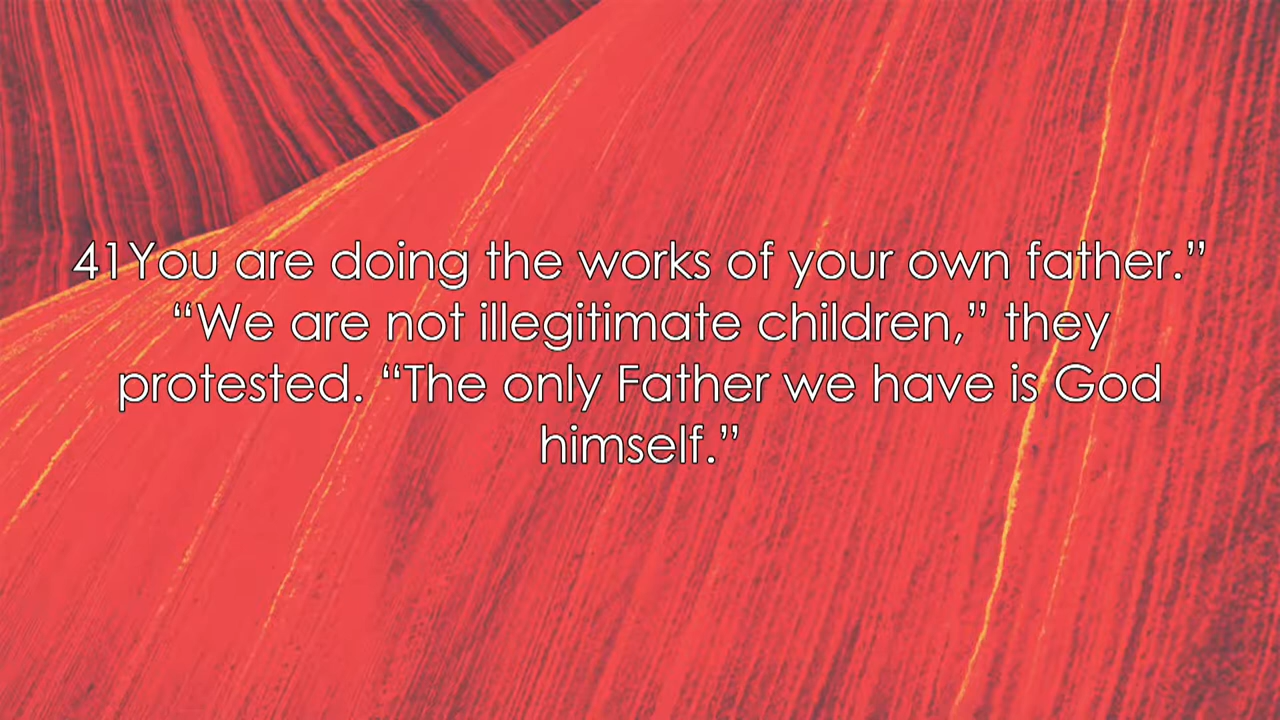 41You are doing the works of your own father.”
“We are not illegitimate children,” they
protested. “The only Father we have is God
himself.”